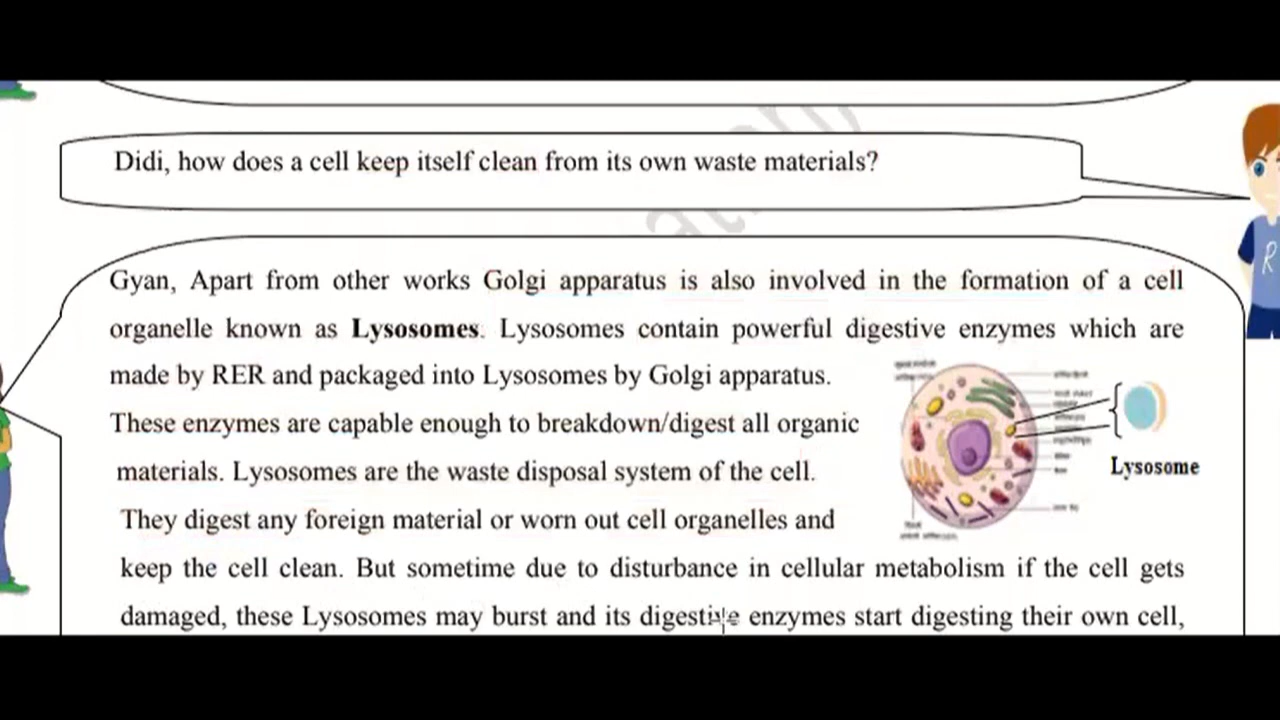 Didi, how does a cell keep itself clean from its own waste materials?
Gyan, Apart from other works Golgi apparatus is also involved in the formation of a cell
organelle known as Lysosomes. Lysosomes contain powerful digestive enzymes which are
made by RER and packaged into Lysosomes by Golgi apparatus.
These enzymes are capable enough to breakdown/digest all organic
materials. Lysosomes are the waste disposal system of the cell.
Lysosome
They digest any foreign material or worn out cell organelles and
keep the cell clean. But sometime due to disturbance in cellular metabolism if the cell gets
damaged, these Lysosomes may burst and its digestive enzymes start digesting their own cell,
R